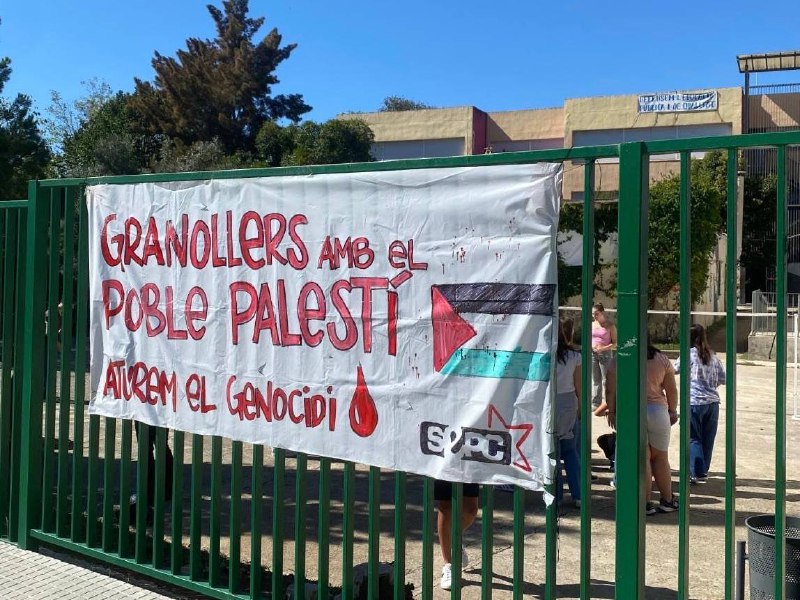 GRANOLLERS AMB EL
POBLE PALESTÍ
ATUREM EL GENOCIDI
SEPC